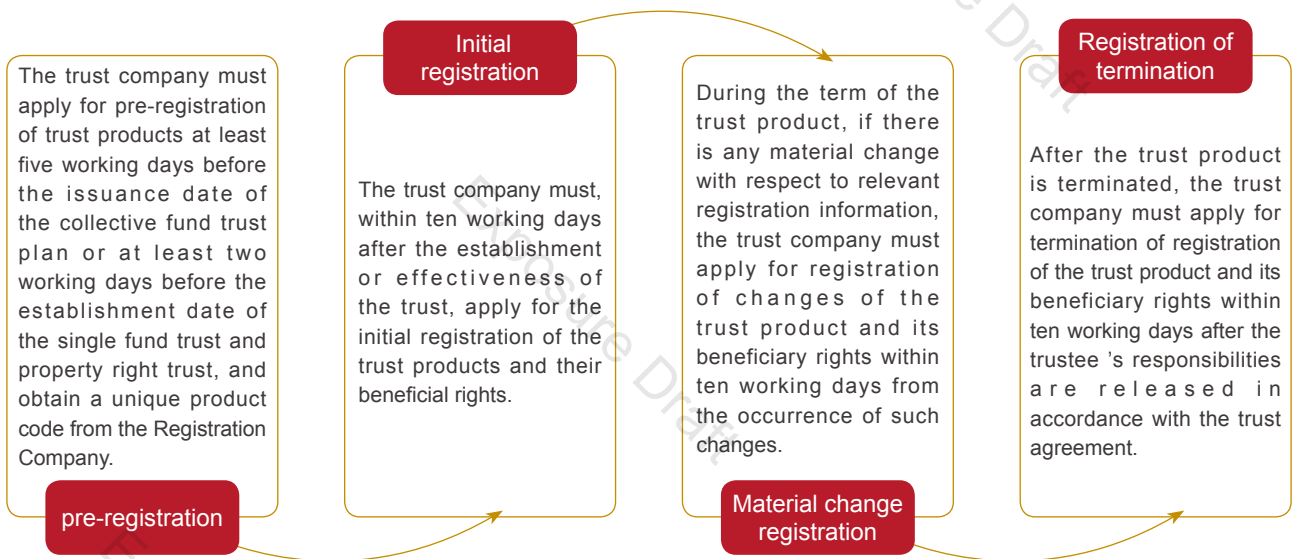 The trust company must
apply for pre-registration
of trust products at least
five working days before
the issuance date of
the collective fund trust
plan or at least two
working days before the
establishment date of
the single fund trust and
property right trust, and
obtain a unique product
code from the Registration
Company.
pre-registration
Initial
registration
The trust company must,
within ten working days
after the establishment
or effectiveness of
the trust, apply for the
initial registration of the
trust products and their
beneficial rights.
During the term of the
trust product, if there
is any material change
with respect to relevant
registration information,
the trust company must
apply for registration
of changes of the
trust product and its
beneficiary rights within
ten working days from
the occurrence of such
changes.
Material change
registration
Registration of
termination
After the trust product
is terminated, the trust
company must apply for
termination of registration
of the trust product and its
beneficiary rights within
ten working days after the
trustee 's responsibilities
are released in
accordance with the trust
agreement.
Exposure Draft
e Draft